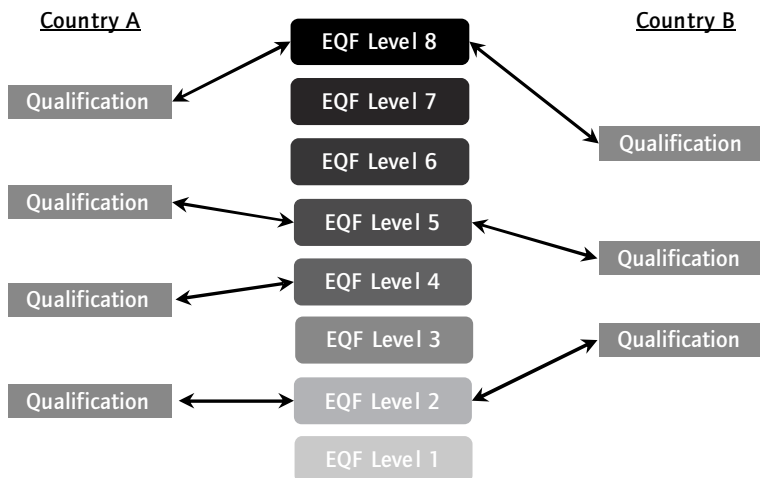 Country A
Country B
EQF Level 8
Qualification
EQF Level 7
Qualification
EQF Level 6
Qualification
EQF Level 5
Qualification
EQF Level 4
Qualification
EQF Level 3
Qualification
Qualification
EQF Level 2
EQF Level 1